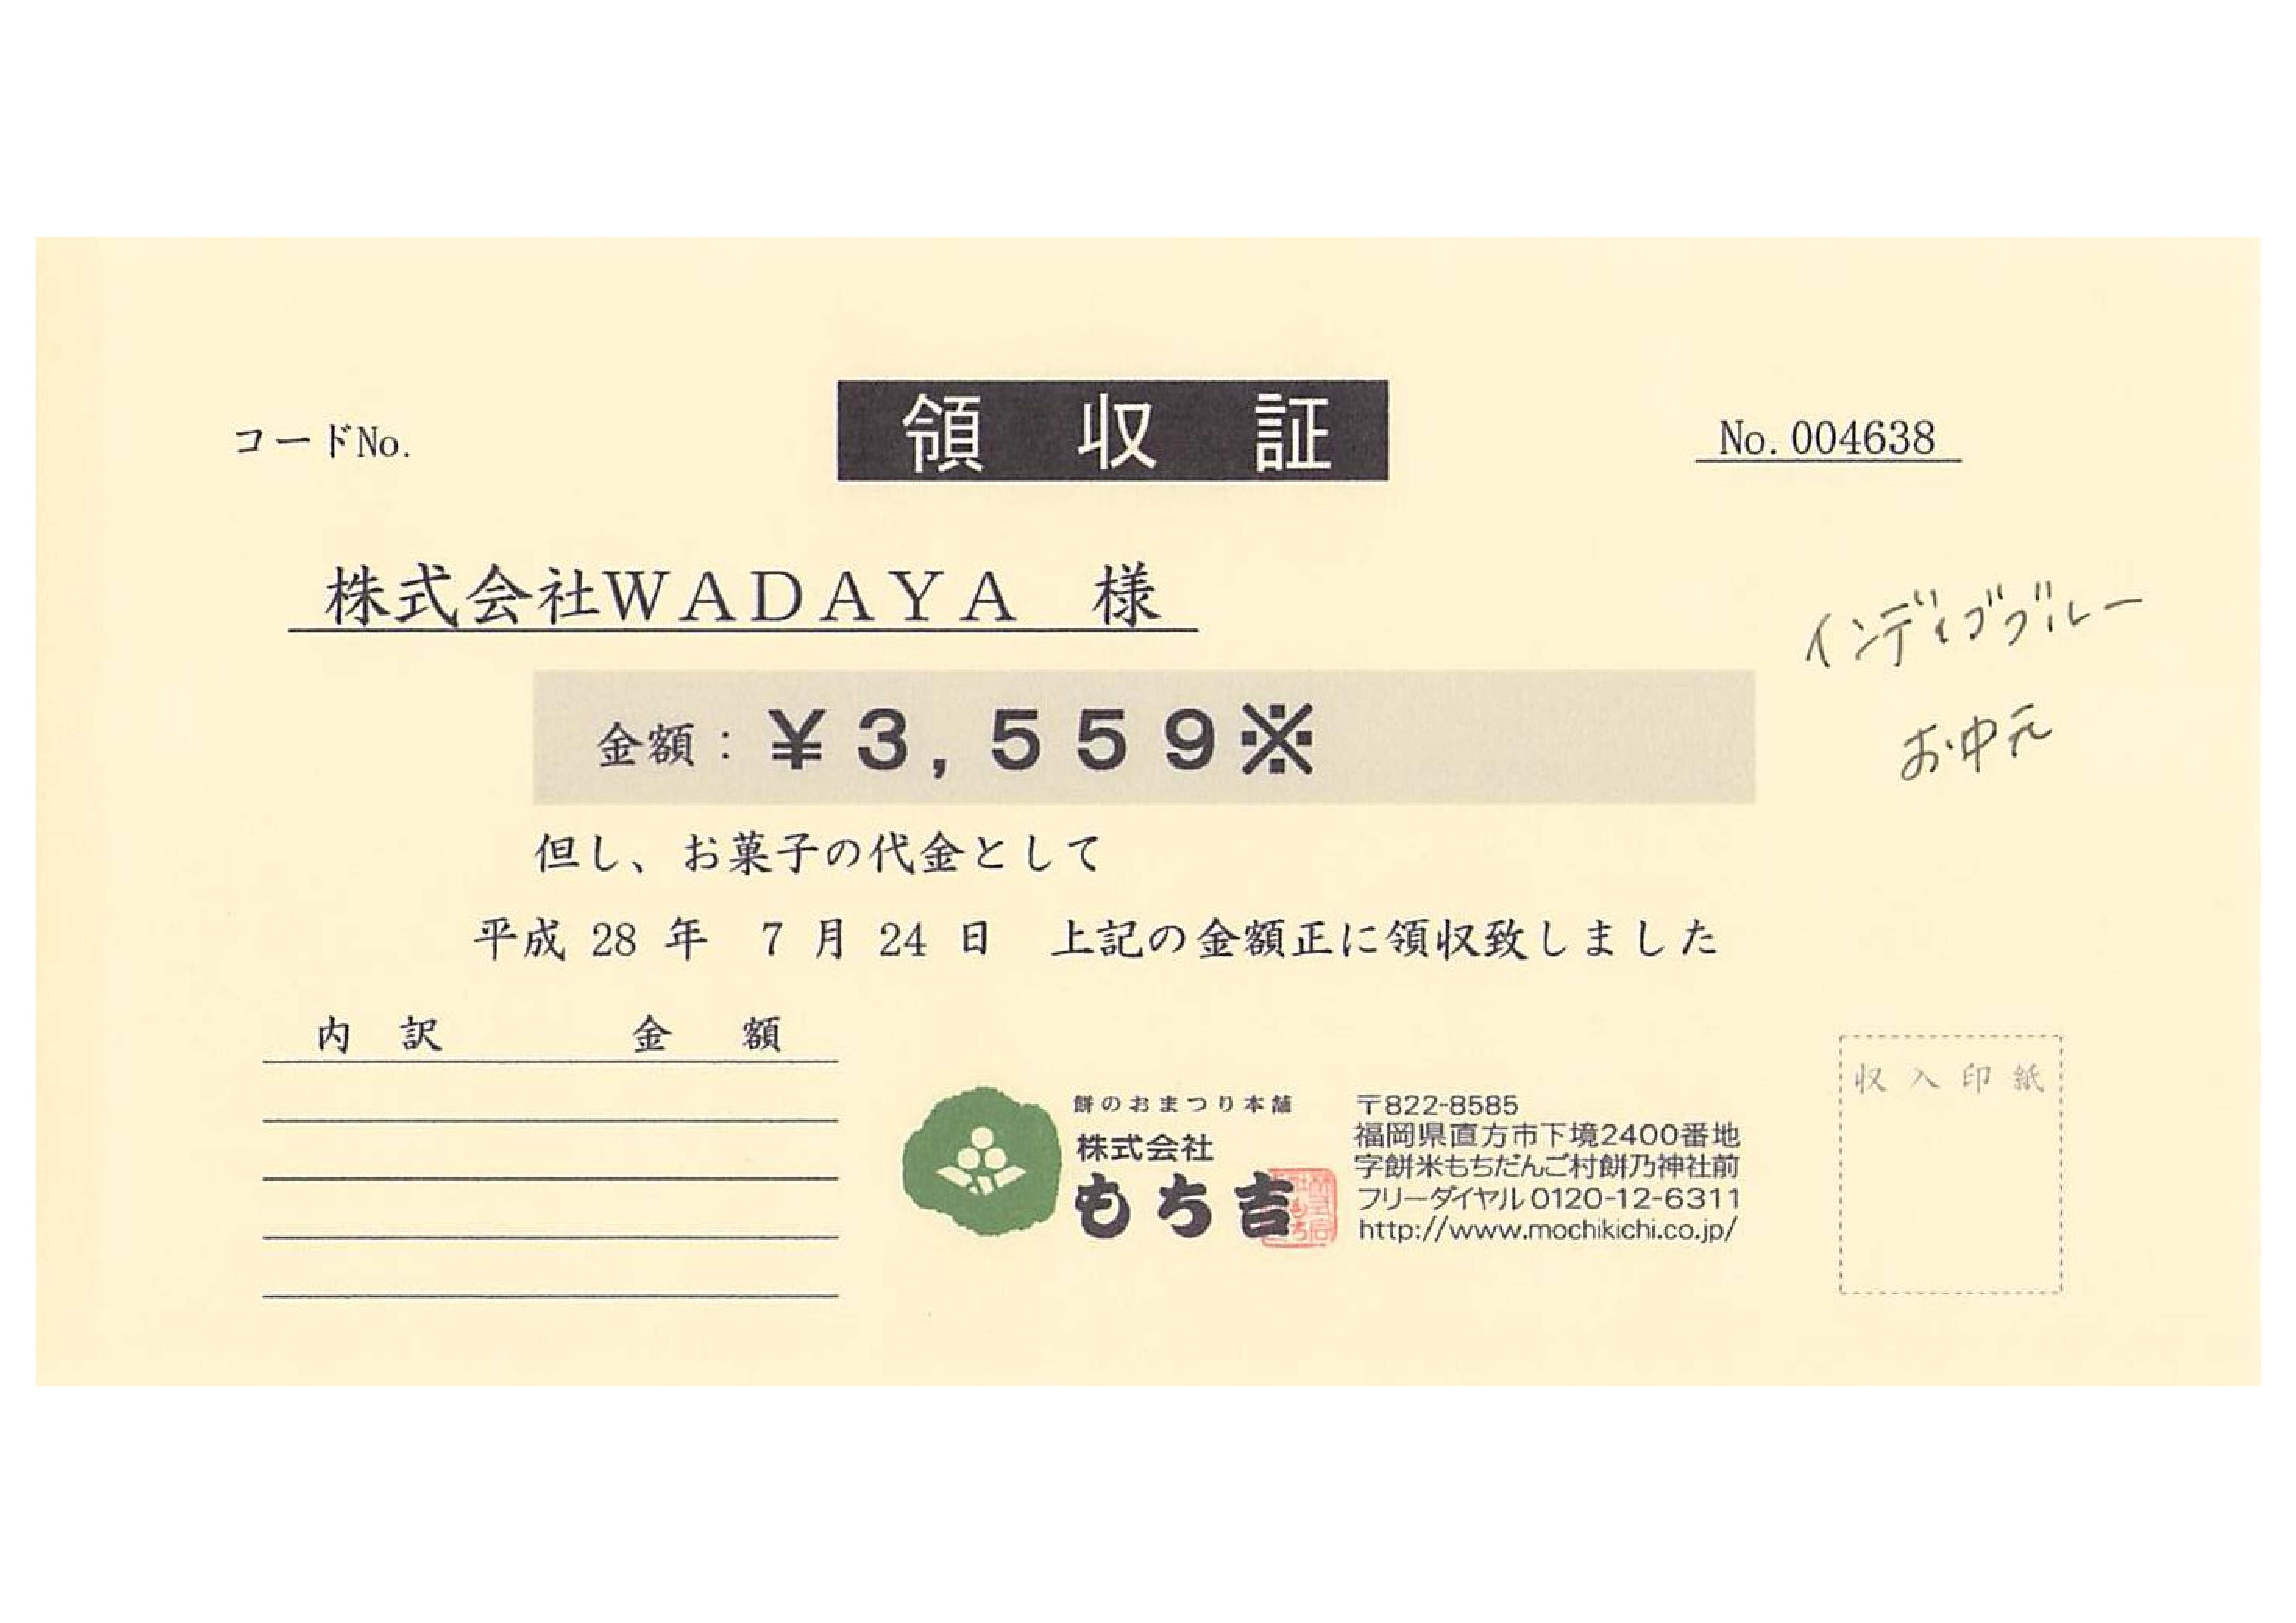 領収証
コードNo.
No.004638
株式会社WADAYA 様
インディゴブルー
お中元
金額：¥3,559※
但し、お菓子の代金として
平成 28 年 7 月 24 日 上記の金額正に領収致しました
内訳 金額
収入印紙
餅のおまつり本舗
株式会社
もち吉
〒822-8585
福岡県直方市下境2400番地
字餅米もちだんご村餅乃神社前
フリーダイヤル0120-12-6311
http://www.mochikichi.co.jp/